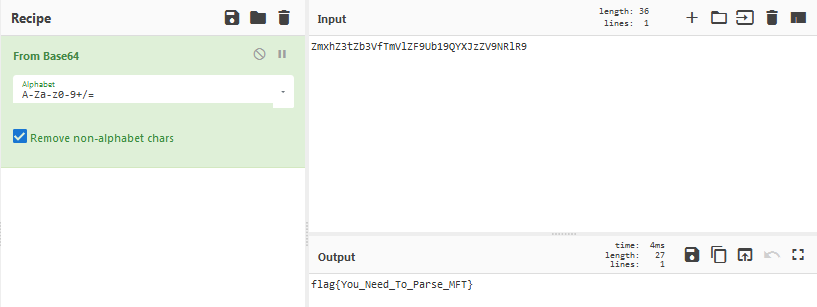 Recipe
From Base64
Alphabet
A-Za-z0-9+/=
Remove non-alphabet chars
Input
length: 36
lines: 1
ZmxhZ3tZb3VfTmVlZF9Ub19QYXJzZV9NRlR9
Output
time: 4ms
length: 27
lines: 1
flag{You_Need_To_Parse_MFT}